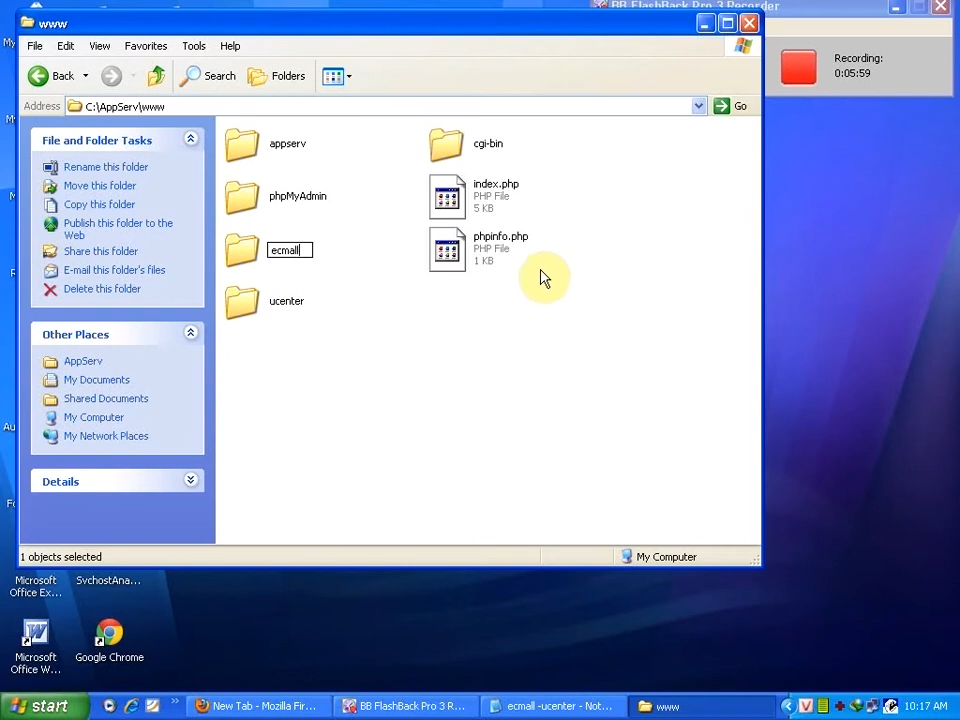 BB FlashBack Pro 3 Recorder
www
File Edit View Favorites Tools Help
Back Search Folders
Address C:\AppServ\www Go
Recording:
0:05:59
File and Folder Tasks
Rename this folder
Move this folder
Copy this folder
Publish this folder to the
Web
Share this folder
E-mail this folder's files
Delete this folder
Other Places
AppServ
My Documents
Shared Documents
My Computer
My Network Places
Details
appserv
cgi-bin
phpMyAdmin
index.php
PHP File
5 KB
ecmall
phpinfo.php
PHP File
1 KB
ucenter
1 objects selected
My Computer
Microsoft
Office Ex...
SvchostAna...
Microsoft
Office W...
Google Chrome
start
New Tab - Mozilla Fir...
BB FlashBack Pro 3 R...
ecmall -ucenter - Not...
www
10:17 AM